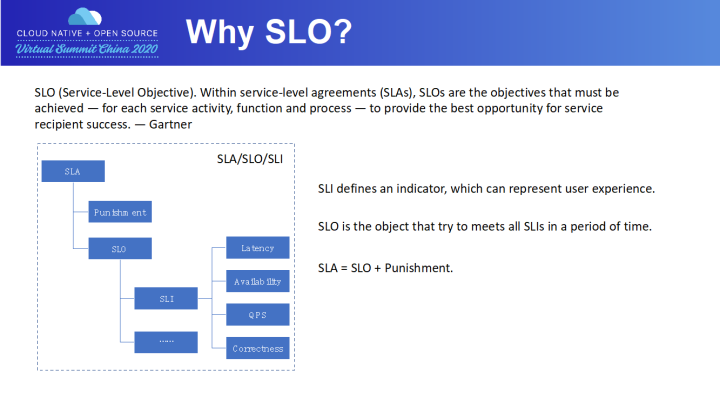 CLOUD NATIVE + OPEN SOURCE
Virtual Summit China 2020
Why SLO?
SLO (Service-Level Objective). Within service-level agreements (SLAs), SLOs are the objectives that must be
achieved — for each service activity, function and process — to provide the best opportunity for service
recipient success. — Gartner
SLA/SLO/SLI
SLA
Punishment
SLO
SLI
......
Latency
Availability
QPS
Correctness
SLI defines an indicator, which can represent user experience.
SLO is the object that try to meets all SLIs in a period of time.
SLA = SLO + Punishment.